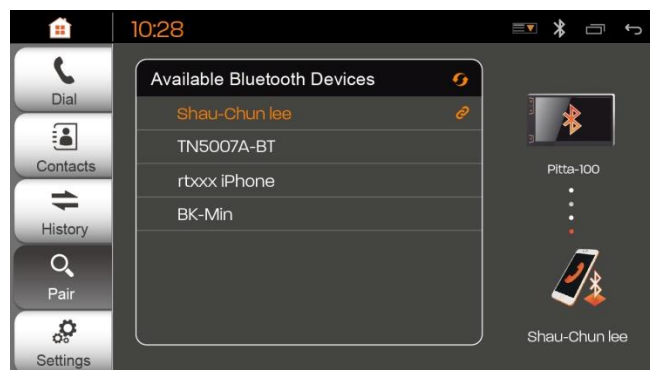 10:28
Dial
Contacts
History
Pair
Settings
Available Bluetooth Devices
Shau-Chun lee
TN5007A-BT
rtxxx iPhone
BK-Min
Pitta-100
Shau-Chun lee